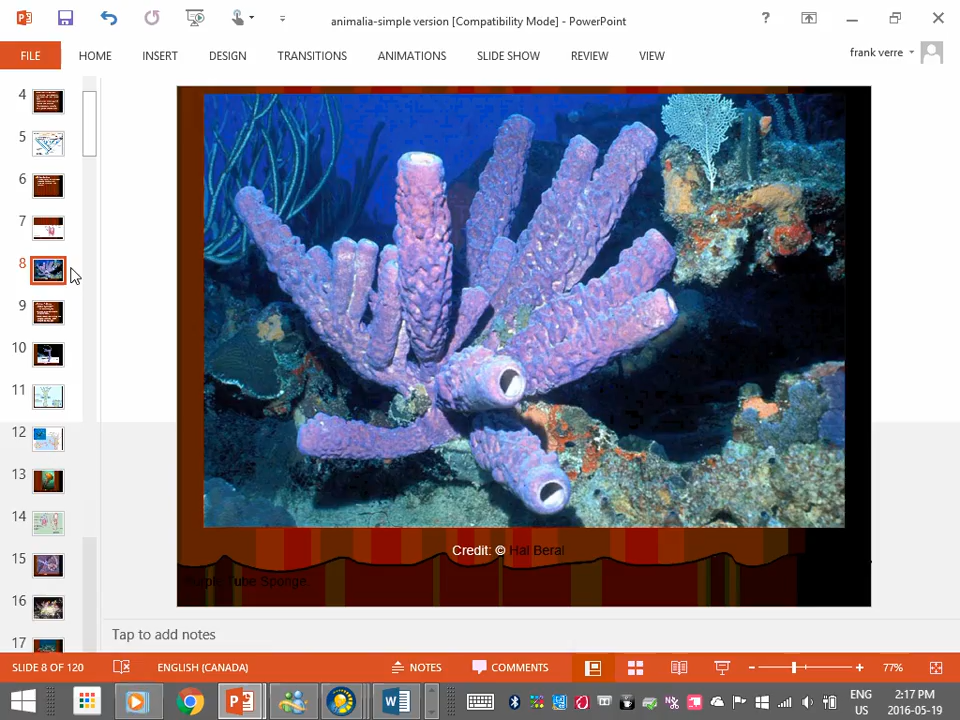 animalia-simple version [Compatibility Mode] - PowerPoint
?
FILE HOME INSERT DESIGN TRANSITIONS ANIMATIONS SLIDE SHOW REVIEW VIEW frank verre
4
5
6
7
8
9
10
11
12
13
14
15
16
17
Credit: © Hal Beral
Purple Tube Sponge
Tap to add notes
SLIDE 8 OF 120 ENGLISH (CANADA) NOTES COMMENTS 77%
ENG 2:17 PM
US 2016-05-19